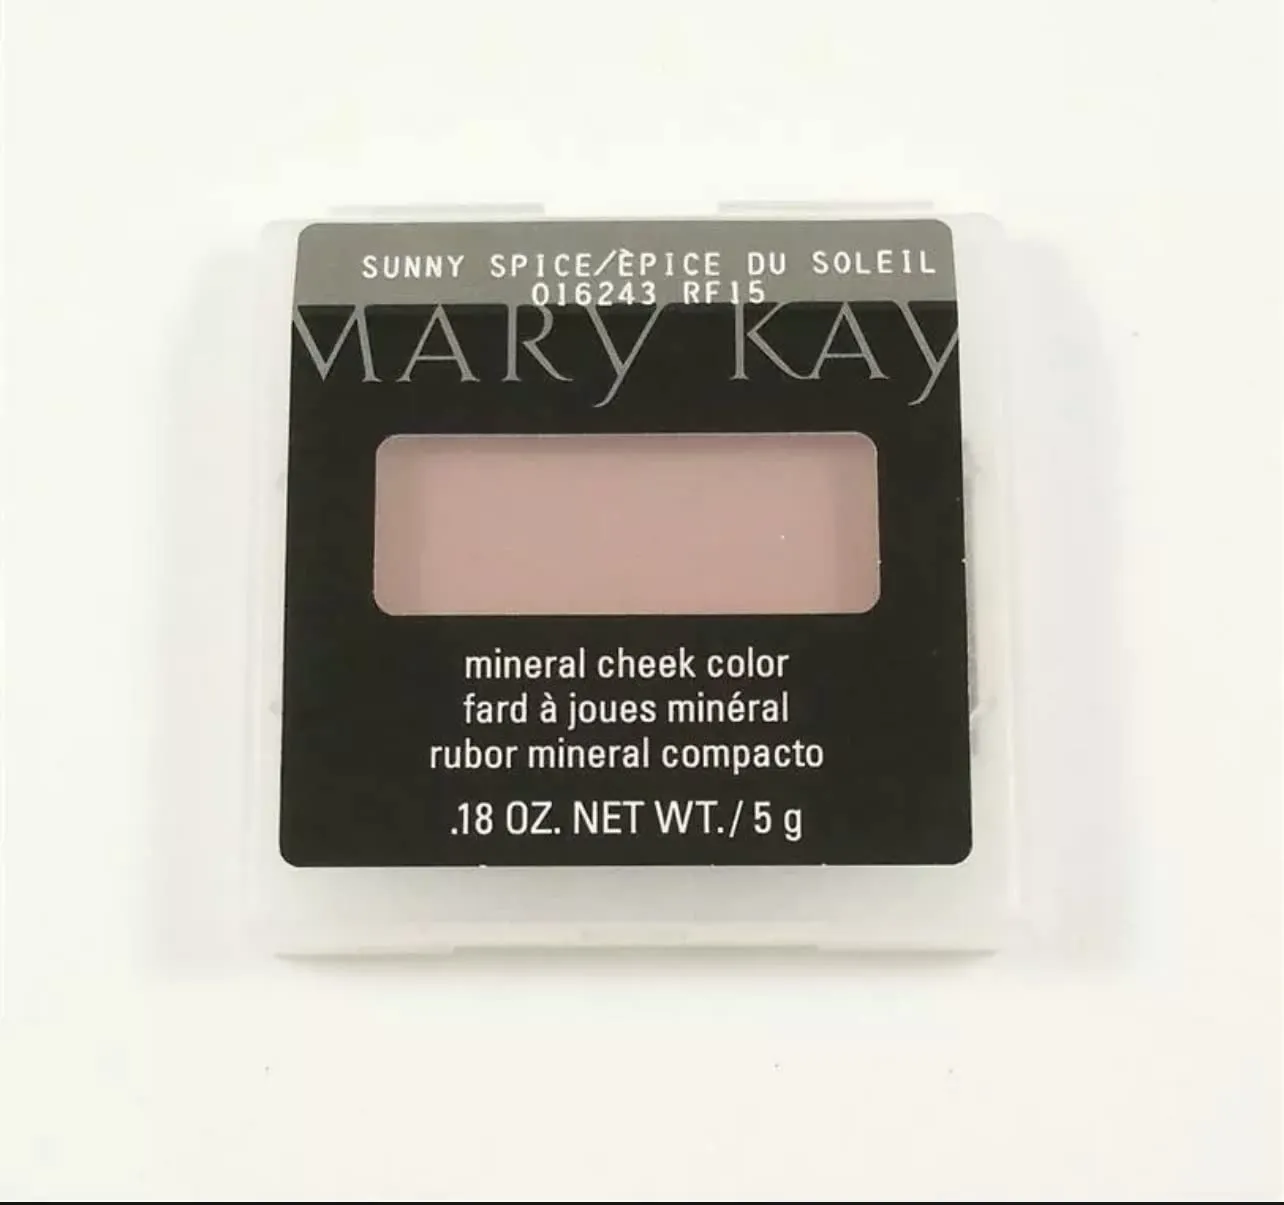 SUNNY SPICE/ÈPICE DU SOLEIL
016243 RF15
MARY KAY
mineral cheek color
fard à joues minéral
rubor mineral compacto
.18 OZ. NET WT./ 5 g